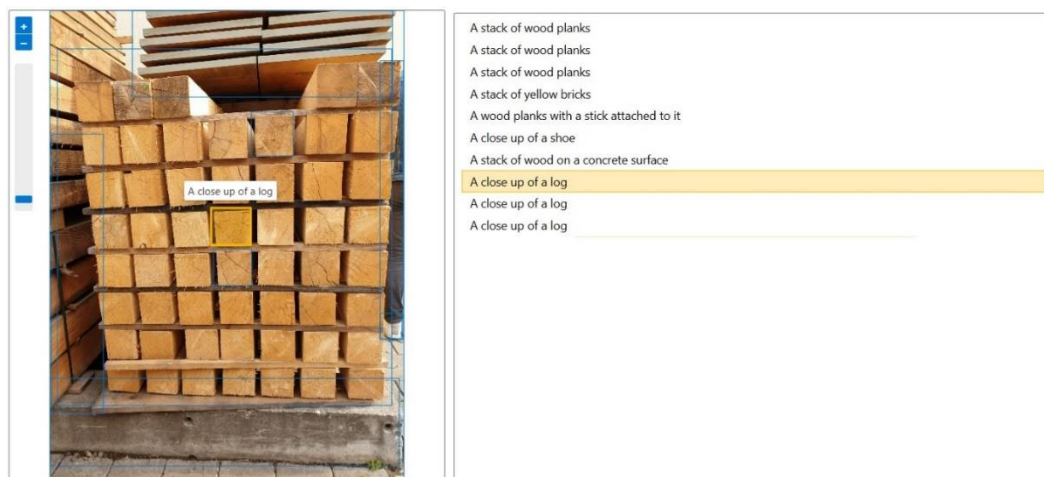 +
−
A close up of a log
A stack of wood planks
A stack of wood planks
A stack of wood planks
A stack of yellow bricks
A wood planks with a stick attached to it
A close up of a shoe
A stack of wood on a concrete surface
A close up of a log
A close up of a log
A close up of a log